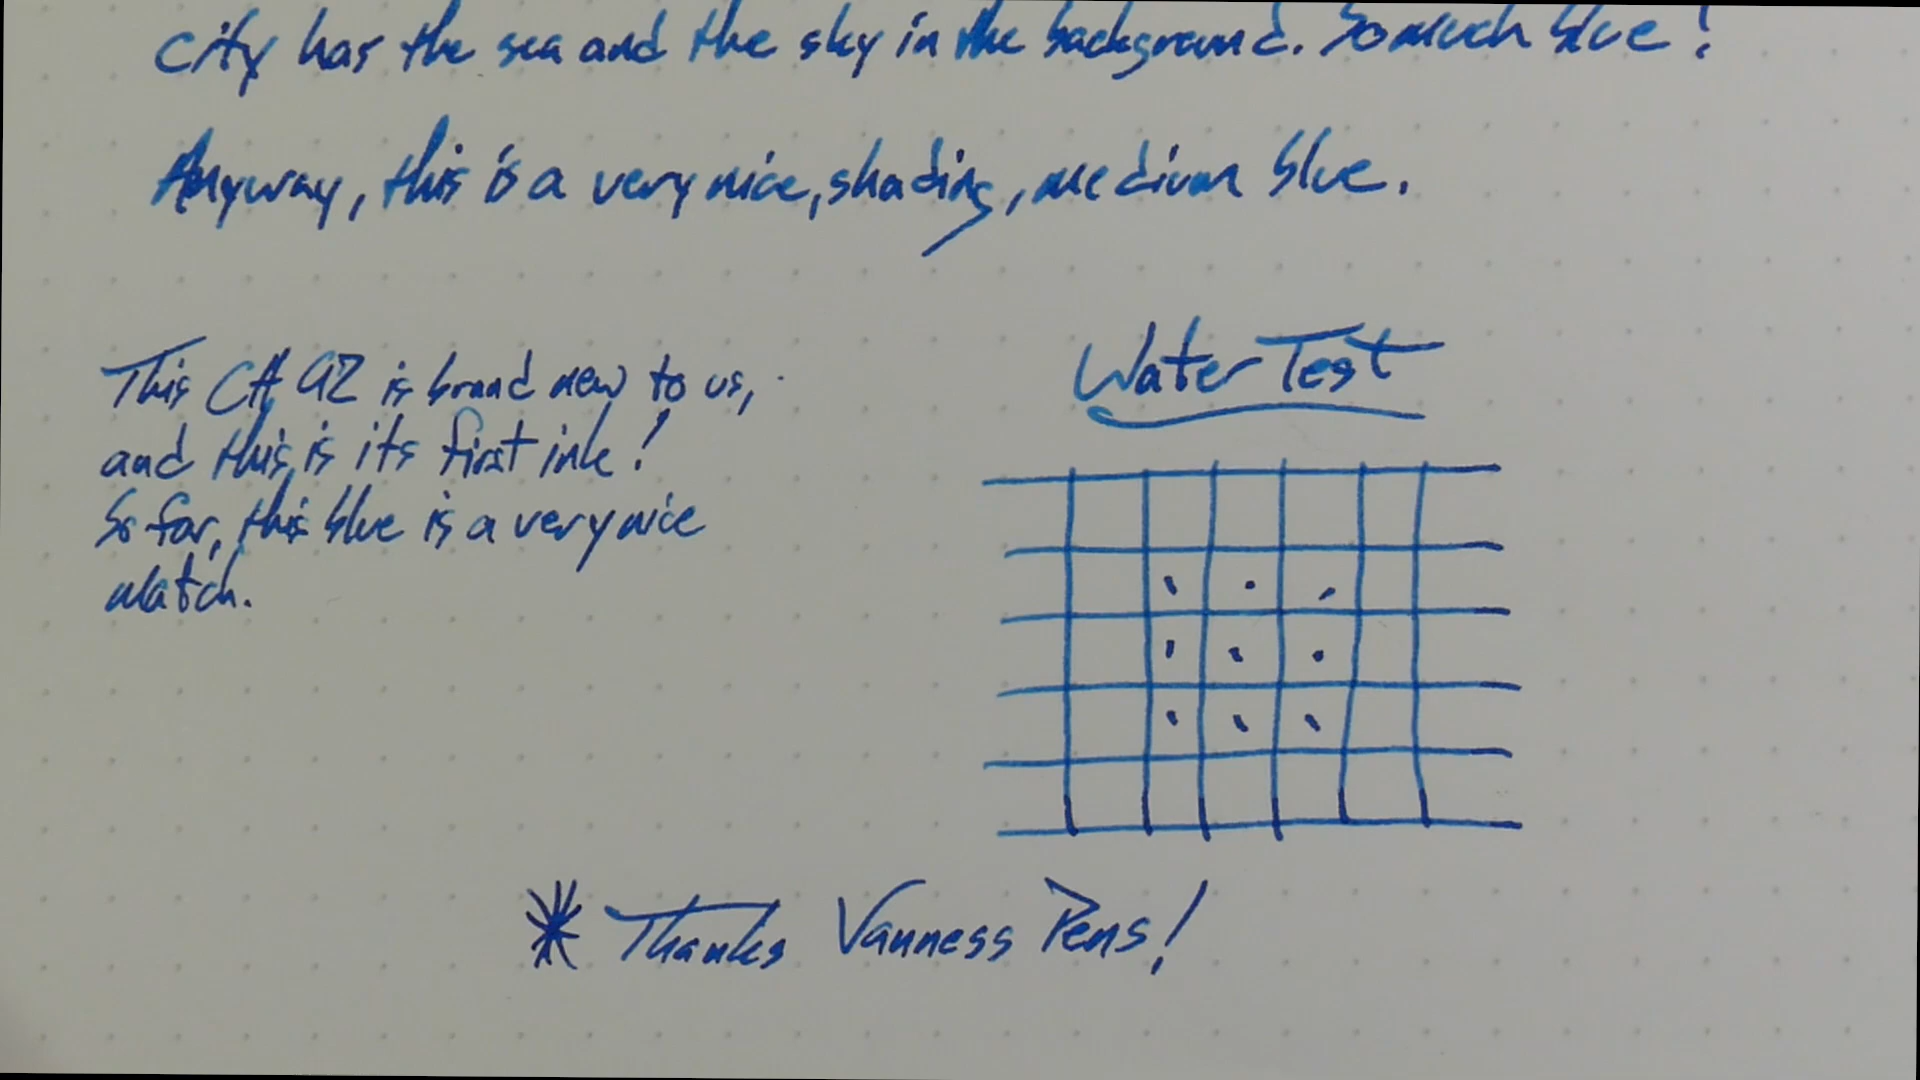 city has the sea and the sky in the background. So much blue!
Anyway, this is a very nice, shading, medium blue.
This CH 92 is brand new to us,
and this is its first ink!
So far, this blue is a very nice
match.
Water Test
* Thanks Vanness Pens!